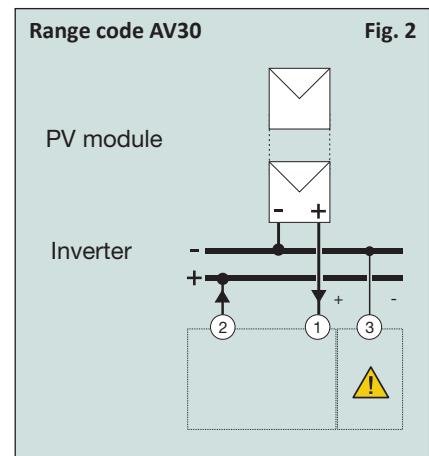 Range code AV30 Fig. 2
PV module
- +
Inverter -
+
+ -
2 1 3
!